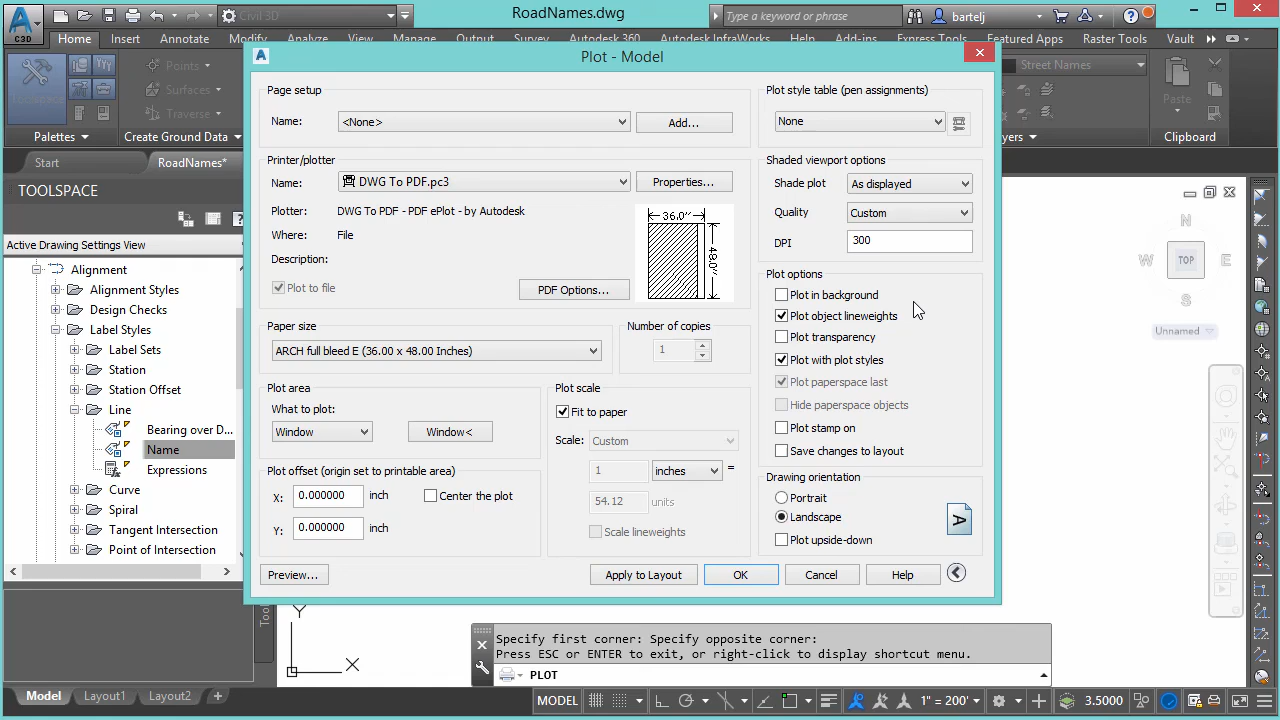 C3D
Civil 3D
RoadNames.dwg
Type a keyword or phrase
bartelj
Home Insert Annotate Modify Analyze View Manage Output Survey Autodesk 360 Autodesk InfraWorks Help Add-ins Express Tools Featured Apps Raster Tools Vault
TOOLSPACE
Palettes
Points
Surfaces
Traverse
Create Ground Data
Street Names
Paste
Clipboard
Start
RoadNames*
TOOLSPACE
Active Drawing Settings View
Alignment
Alignment Styles
Design Checks
Label Styles
Label Sets
Station
Station Offset
Line
Bearing over D...
Name
Expressions
Curve
Spiral
Tangent Intersection
Point of Intersection
Plot - Model
Page setup
Name:
<None>
Add...
Printer/plotter
Name:
DWG To PDF.pc3
Properties...
Plotter:
DWG To PDF - PDF ePlot - by Autodesk
Where:
File
Description:
Plot to file
PDF Options...
36.0''
48.0''
Paper size
ARCH full bleed E (36.00 x 48.00 Inches)
Number of copies
1
Plot area
What to plot:
Window
Window<
Plot offset (origin set to printable area)
X:
0.000000
inch
Center the plot
Y:
0.000000
inch
Plot scale
Fit to paper
Scale:
Custom
1
inches
=
54.12
units
Scale lineweights
Plot style table (pen assignments)
None
Shaded viewport options
Shade plot
As displayed
Quality
Custom
DPI
300
Plot options
Plot in background
Plot object lineweights
Plot transparency
Plot with plot styles
Plot paperspace last
Hide paperspace objects
Plot stamp on
Save changes to layout
Drawing orientation
Portrait
Landscape
A
Plot upside-down
Preview...
Apply to Layout
OK
Cancel
Help
N
W
TOP
E
S
Unnamed
Y
X
Specify first corner: Specify opposite corner:
Press ESC or ENTER to exit, or right-click to display shortcut menu.
PLOT
Model
Layout1
Layout2
+
MODEL
1" = 200'
3.5000